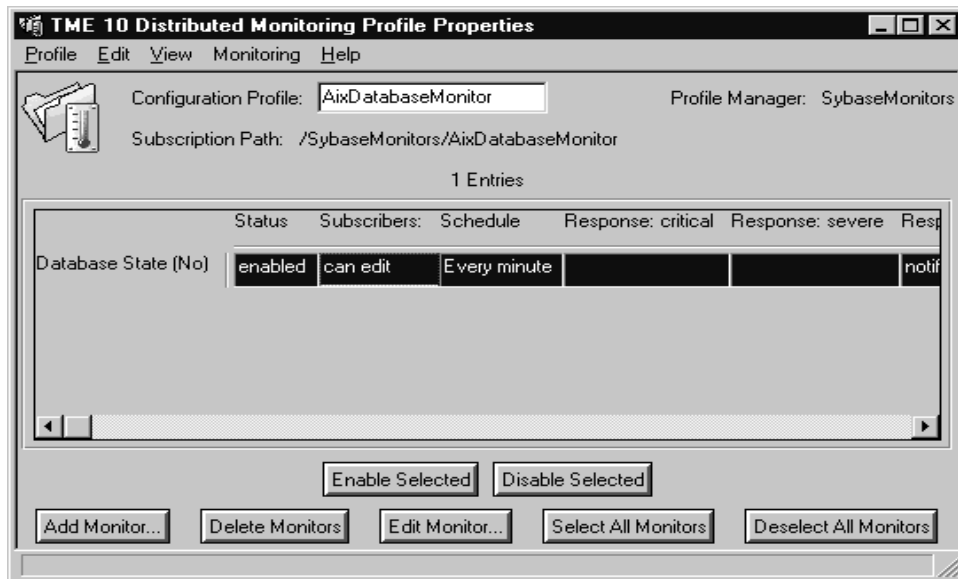 TME 10 Distributed Monitoring Profile Properties
Profile Edit View Monitoring Help
Configuration Profile: AixDatabaseMonitor Profile Manager: SybaseMonitors
Subscription Path: /SybaseMonitors/AixDatabaseMonitor
1 Entries
Status Subscribers: Schedule Response: critical Response: severe Resp
Database State (No) enabled can edit Every minute notif
Enable Selected Disable Selected
Add Monitor... Delete Monitors Edit Monitor... Select All Monitors Deselect All Monitors